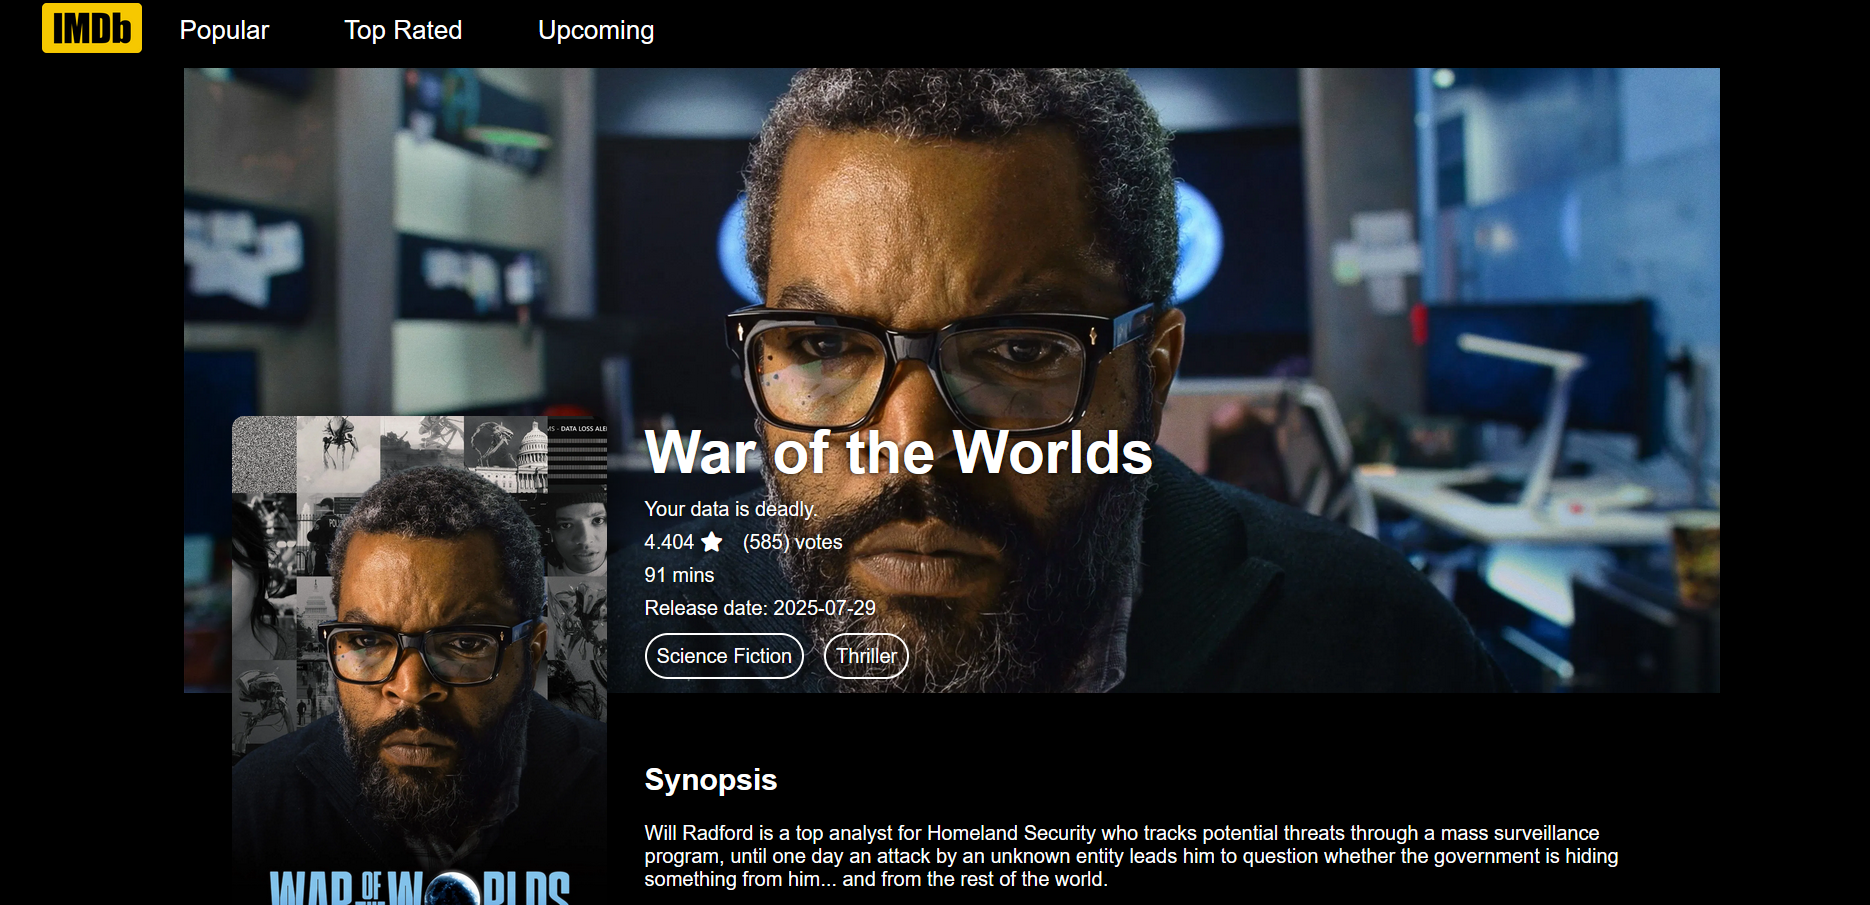 IMDb Popular Top Rated Upcoming
MS - DATA LOSS ALE
War of the Worlds
Your data is deadly.
4.404 (585) votes
91 mins
Release date: 2025-07-29
Science Fiction Thriller
WAR OF THE WORLDS
Synopsis
Will Radford is a top analyst for Homeland Security who tracks potential threats through a mass surveillance
program, until one day an attack by an unknown entity leads him to question whether the government is hiding
something from him... and from the rest of the world.